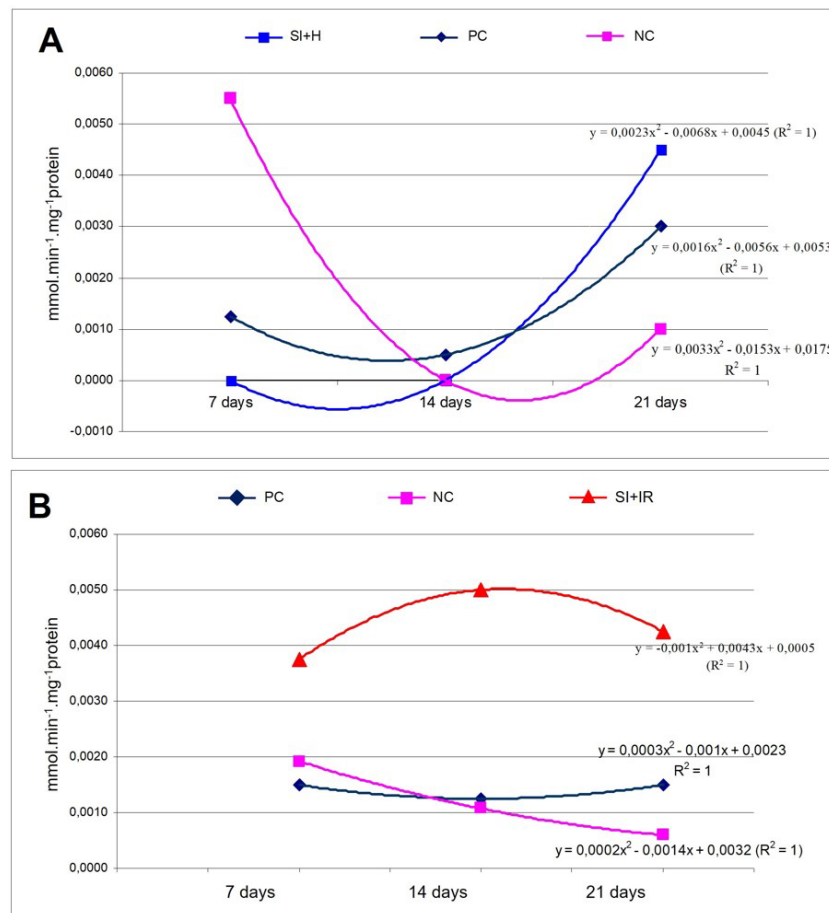 A
SI+H PC NC
mmol.min⁻¹.mg⁻¹protein
0,0060
0,0050
0,0040
0,0030
0,0020
0,0010
0,0000
-0,0010
7 days 14 days 21 days
y = 0,0023x² - 0,0068x + 0,0045 (R² = 1)
y = 0,0016x² - 0,0056x + 0,0053
(R² = 1)
y = 0,0033x² - 0,0153x + 0,0175
R² = 1
B
PC NC SI+IR
mmol.min⁻¹.mg⁻¹protein
0,0060
0,0050
0,0040
0,0030
0,0020
0,0010
0,0000
7 days 14 days 21 days
y = -0,001x² + 0,0043x + 0,0005
(R² = 1)
y = 0,0003x² - 0,001x + 0,0023
R² = 1
y = 0,0002x² - 0,0014x + 0,0032 (R² = 1)